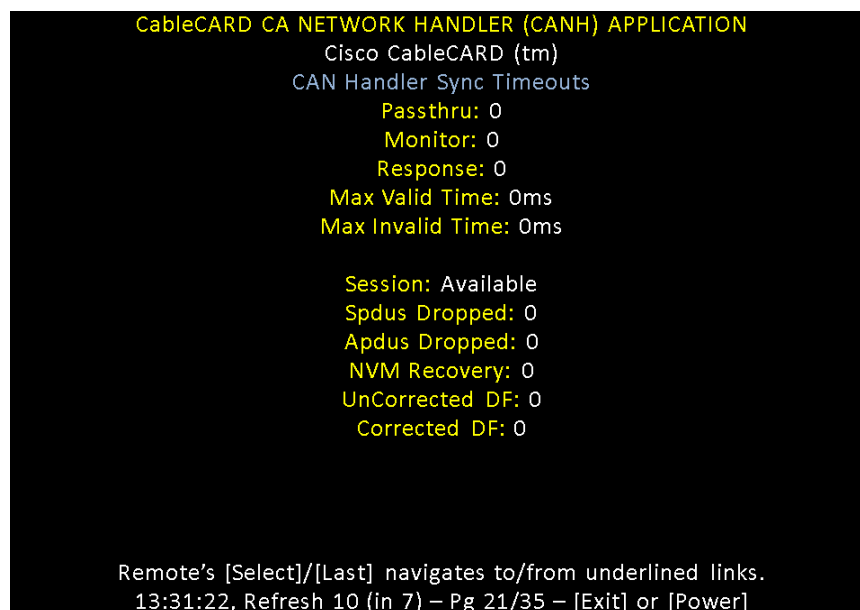 CableCARD CA NETWORK HANDLER (CANH) APPLICATION
Cisco CableCARD (tm)
CAN Handler Sync Timeouts
Passthru: 0
Monitor: 0
Response: 0
Max Valid Time: 0ms
Max Invalid Time: 0ms
Session: Available
Spdus Dropped: 0
Apdus Dropped: 0
NVM Recovery: 0
UnCorrected DF: 0
Corrected DF: 0
Remote's [Select]/[Last] navigates to/from underlined links.
13:31:22, Refresh 10 (in 7) – Pg 21/35 – [Exit] or [Power]